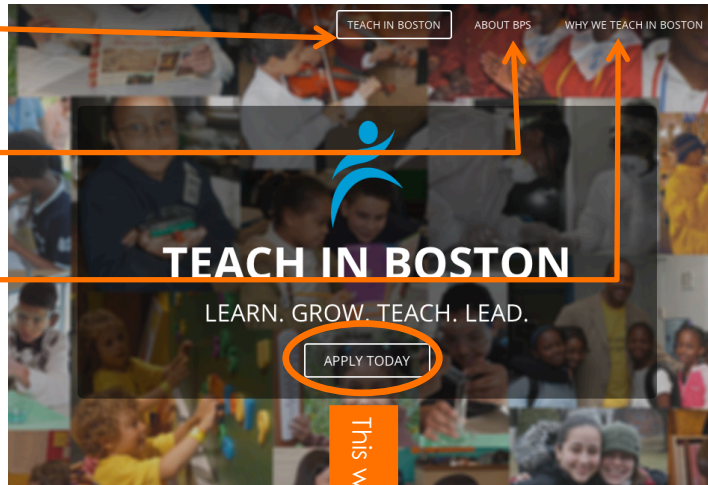 TEACH IN BOSTON
ABOUT BPS
WHY WE TEACH IN BOSTON
TEACH IN BOSTON
LEARN. GROW. TEACH. LEAD.
APPLY TODAY
This